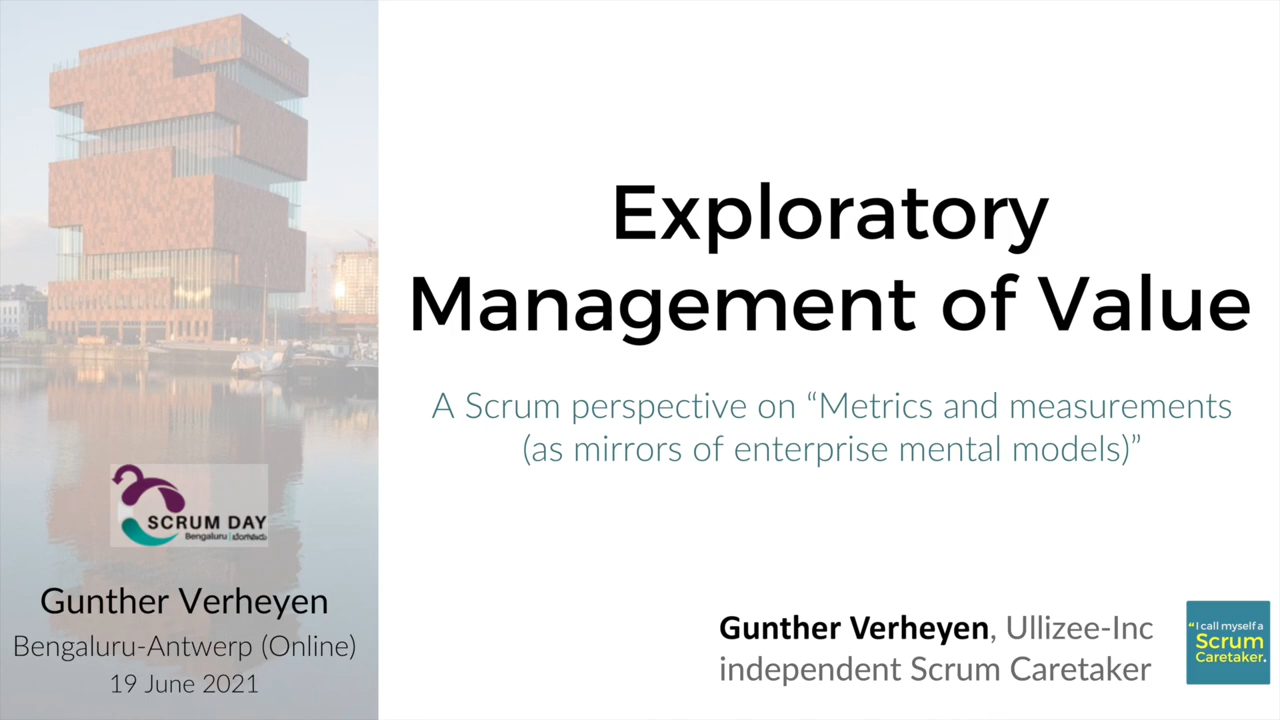 Exploratory
Management of Value
A Scrum perspective on “Metrics and measurements
(as mirrors of enterprise mental models)”
SCRUM DAY
Bengaluru |
Gunther Verheyen
Bengaluru-Antwerp (Online)
19 June 2021
Gunther Verheyen, Ullizee-Inc
independent Scrum Caretaker
“I call myself a
Scrum
Caretaker.”